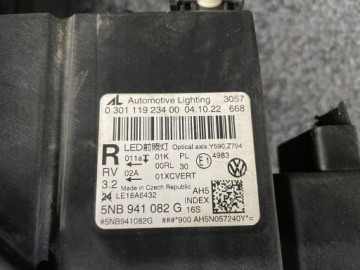 AL Automotive Lighting 3057
0 301 119 234 00 04.10.22 668
LED前照灯 Optical axis: Y590,Z794
R 011a 01K PL E1 4983
00RL 30
RV 02A 01XCVERT
3.2 Made in Czech Republic AH5
24 LE18A6432 INDEX
5NB 941 082 G 16S
#5NB941082G ###*900 AH5N057240Y*=